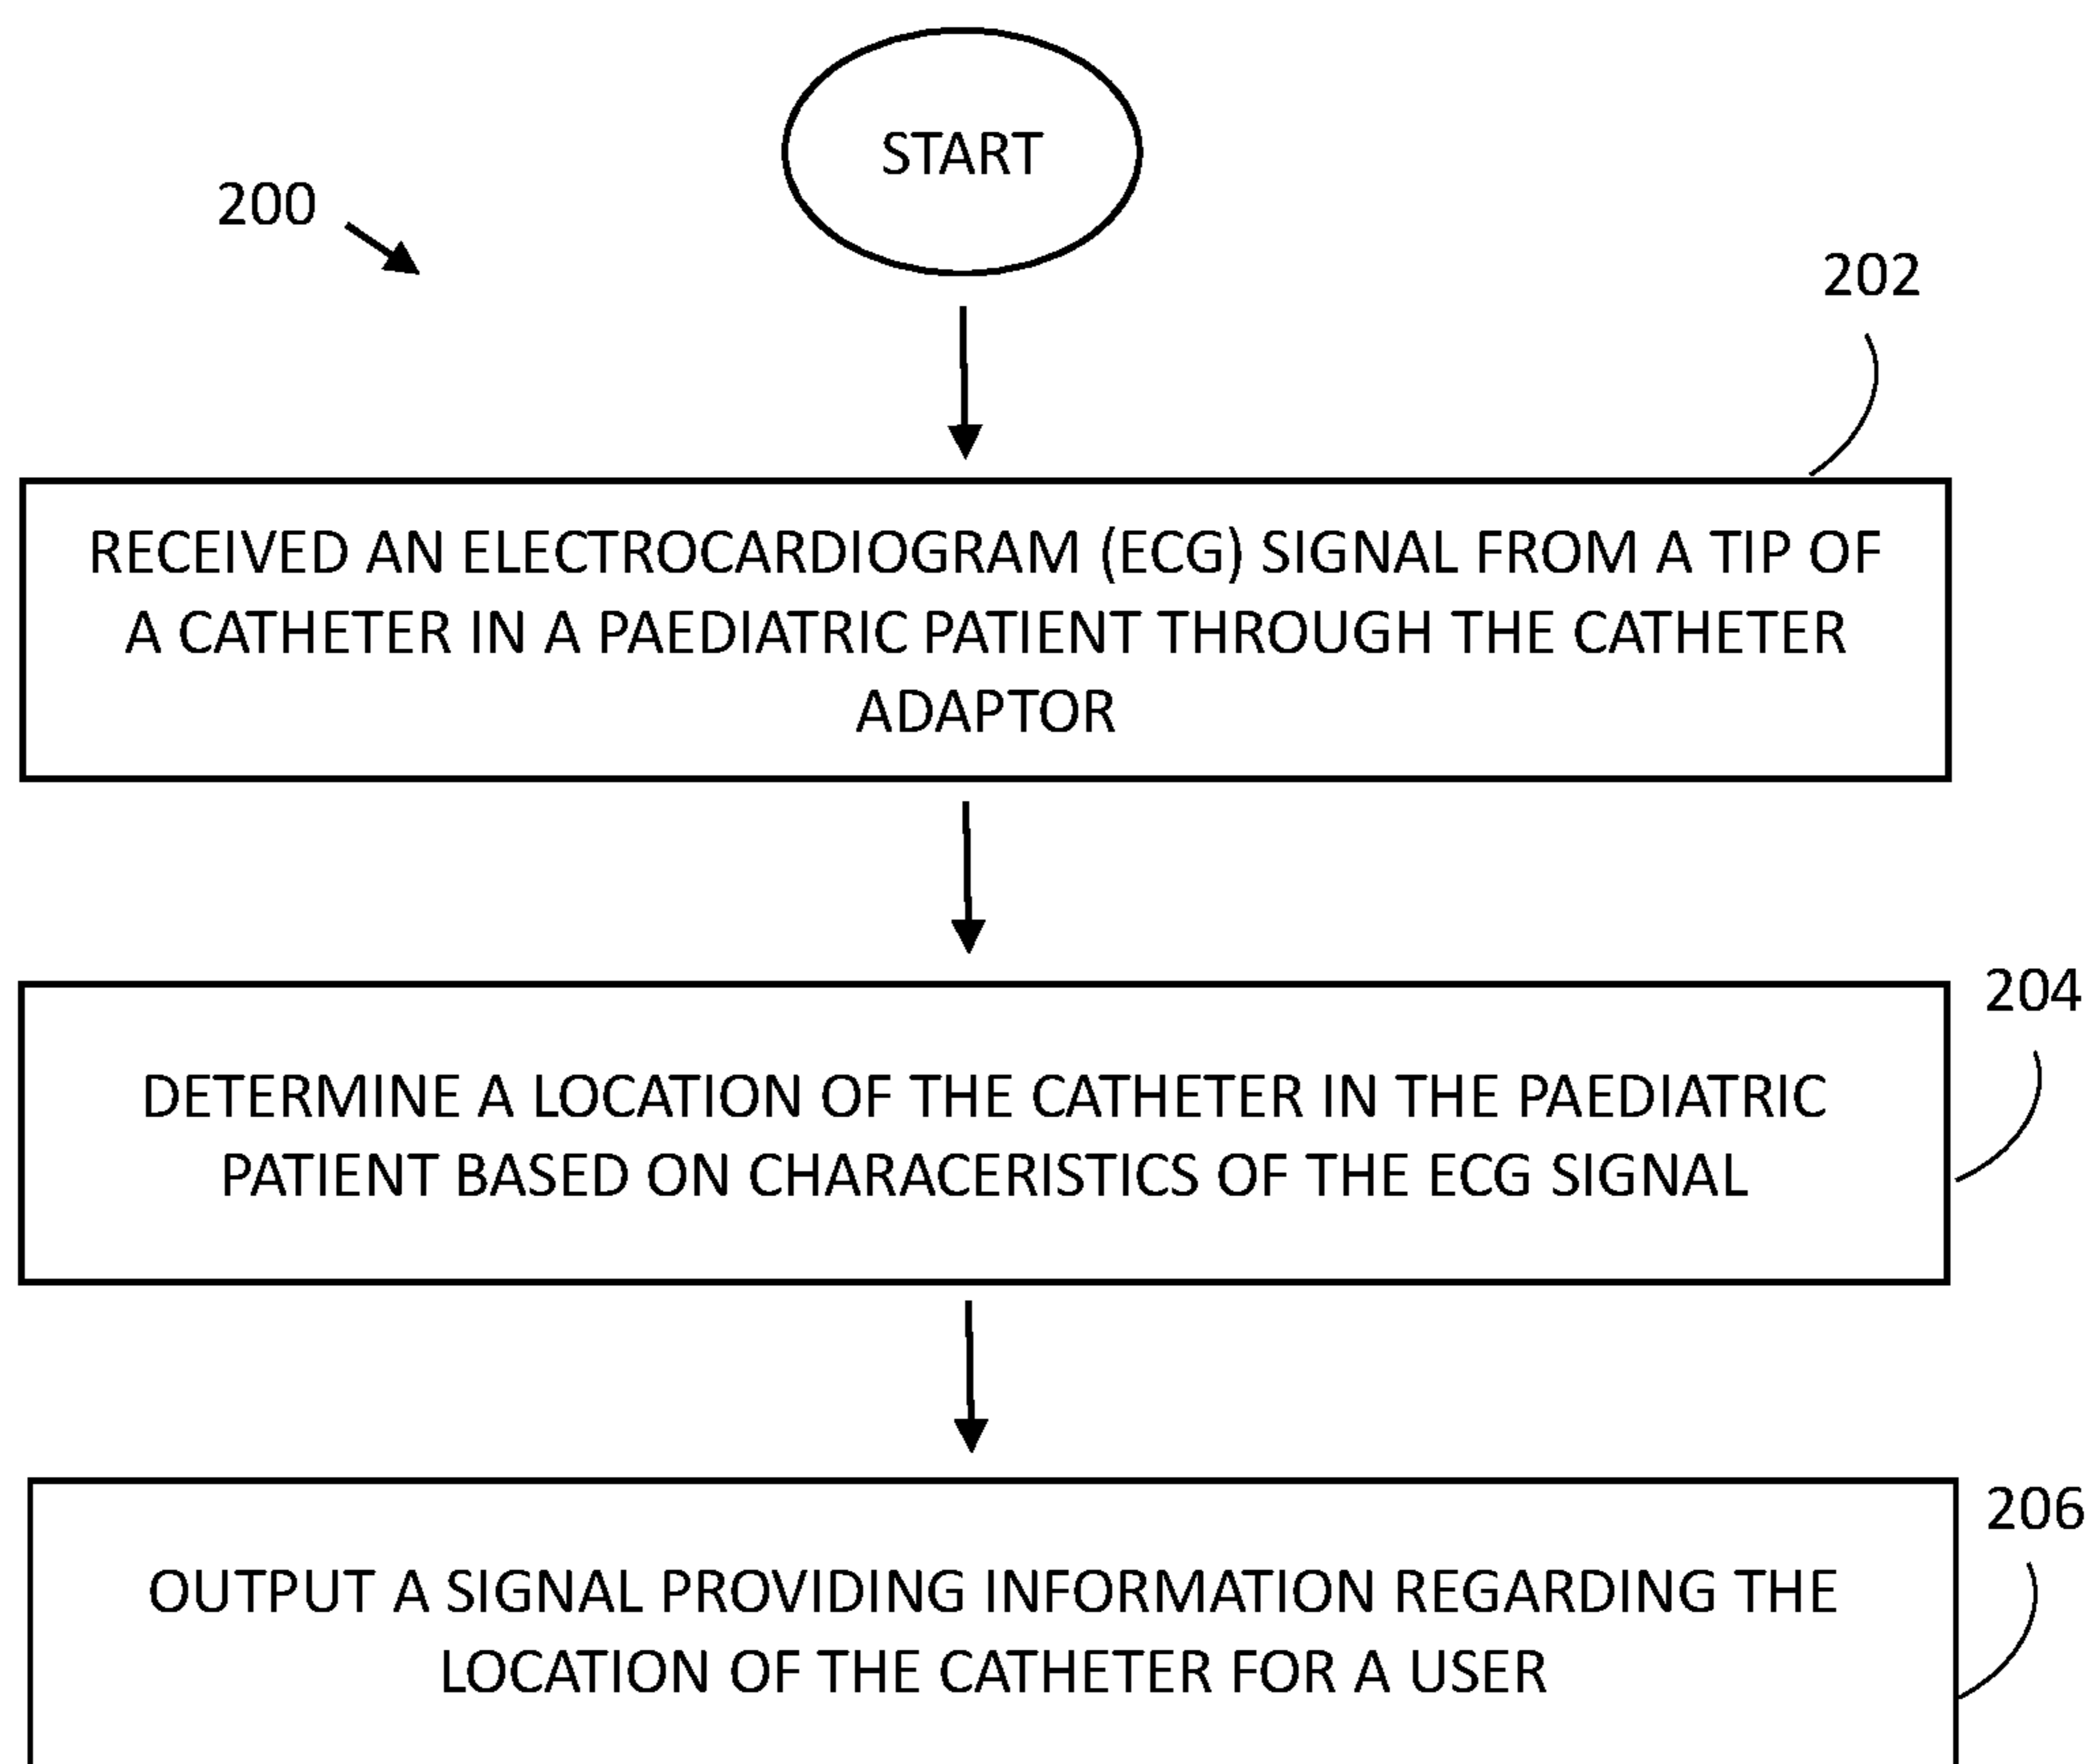 START
200
202
RECEIVED AN ELECTROCARDIOGRAM (ECG) SIGNAL FROM A TIP OF
A CATHETER IN A PAEDIATRIC PATIENT THROUGH THE CATHETER
ADAPTOR
204
DETERMINE A LOCATION OF THE CATHETER IN THE PAEDIATRIC
PATIENT BASED ON CHARACERISTICS OF THE ECG SIGNAL
206
OUTPUT A SIGNAL PROVIDING INFORMATION REGARDING THE
LOCATION OF THE CATHETER FOR A USER